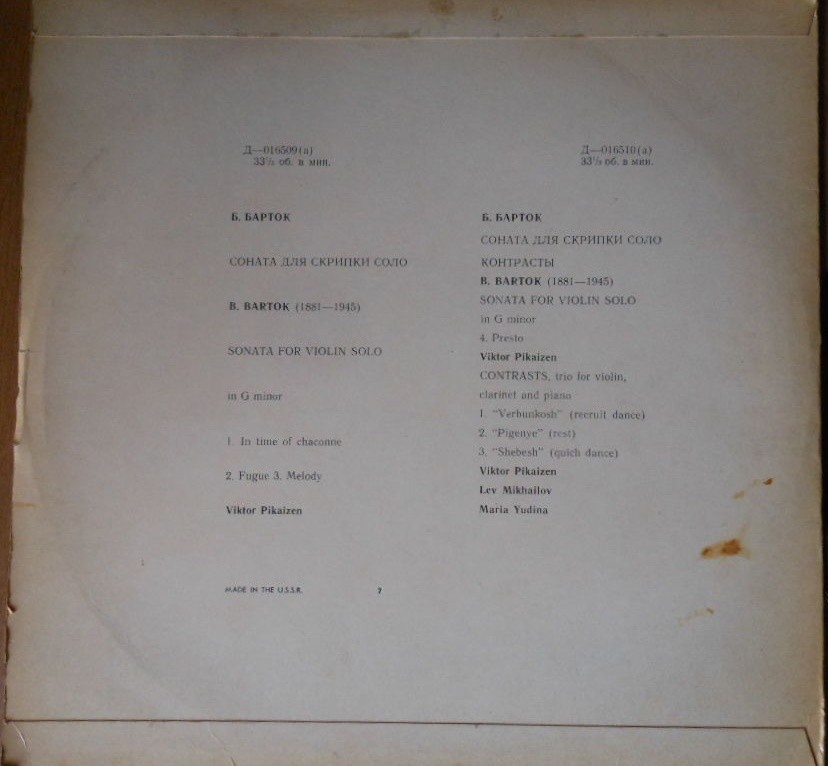 Д—016509(а)
33⅓ об. в мин.
Б. БАРТОК
СОНАТА ДЛЯ СКРИПКИ СОЛО
B. BARTOK (1881—1945)
SONATA FOR VIOLIN SOLO
in G minor
1. In time of chaconne
2. Fugue 3. Melody
Viktor Pikaizen
MADE IN THE U.S.S.R.
7
Д—016510(а)
33⅓ об. в мин.
Б. БАРТОК
СОНАТА ДЛЯ СКРИПКИ СОЛО
КОНТРАСТЫ
B. BARTOK (1881—1945)
SONATA FOR VIOLIN SOLO
in G minor
4. Presto
Viktor Pikaizen
CONTRASTS, trio for violin,
clarinet and piano
1. "Verbunkosh" (recruit dance)
2. "Pigenye" (rest)
3. "Shebesh" (quich dance)
Viktor Pikaizen
Lev Mikhailov
Maria Yudina